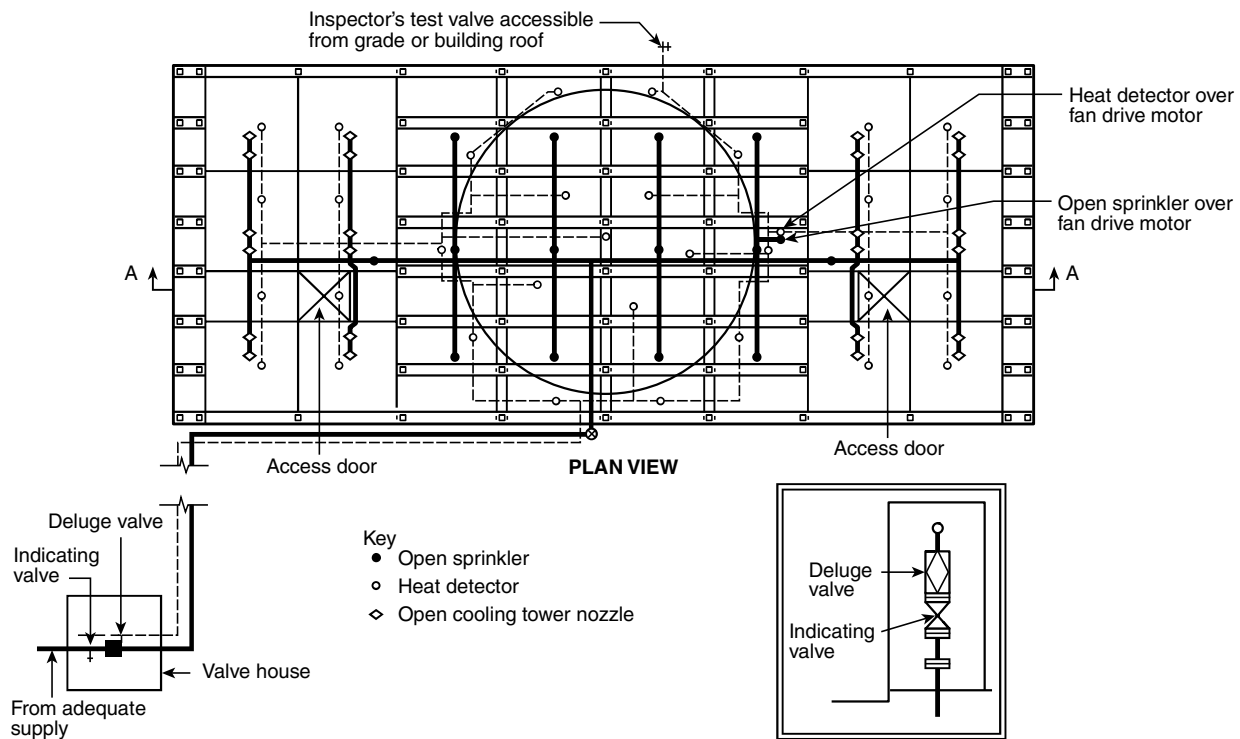 Inspector's test valve accessible
from grade or building roof
Heat detector over
fan drive motor
Open sprinkler over
fan drive motor
A
A
Access door
PLAN VIEW
Access door
Deluge valve
Indicating
valve
Key
Open sprinkler
Heat detector
Open cooling tower nozzle
Valve house
From adequate
supply
Deluge
valve
Indicating
valve